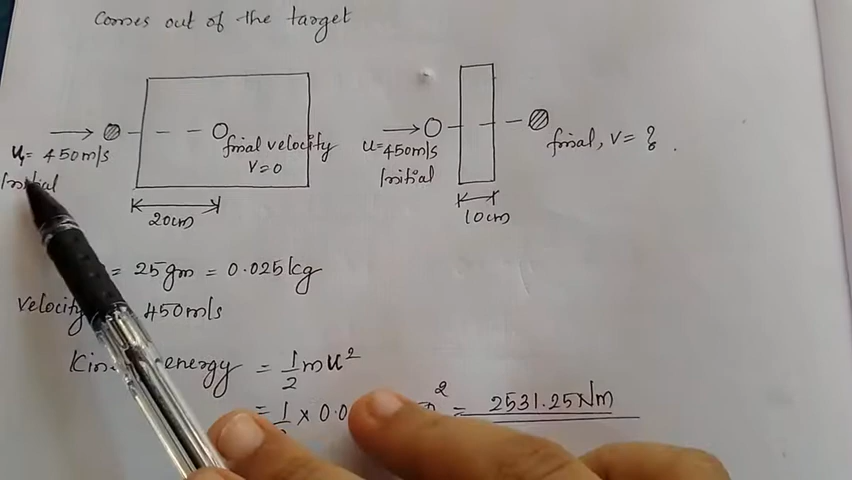 comes out of the target
u = 450m/s
Initial
final velocity
V=0
20cm
u=450m/s
Initial
final, v = ?
10cm
= 25gm = 0.025kg
velocity 450m/s
energy = 1/2 mu²
= 1/2 x 0.0 2 = 2531.25Nm